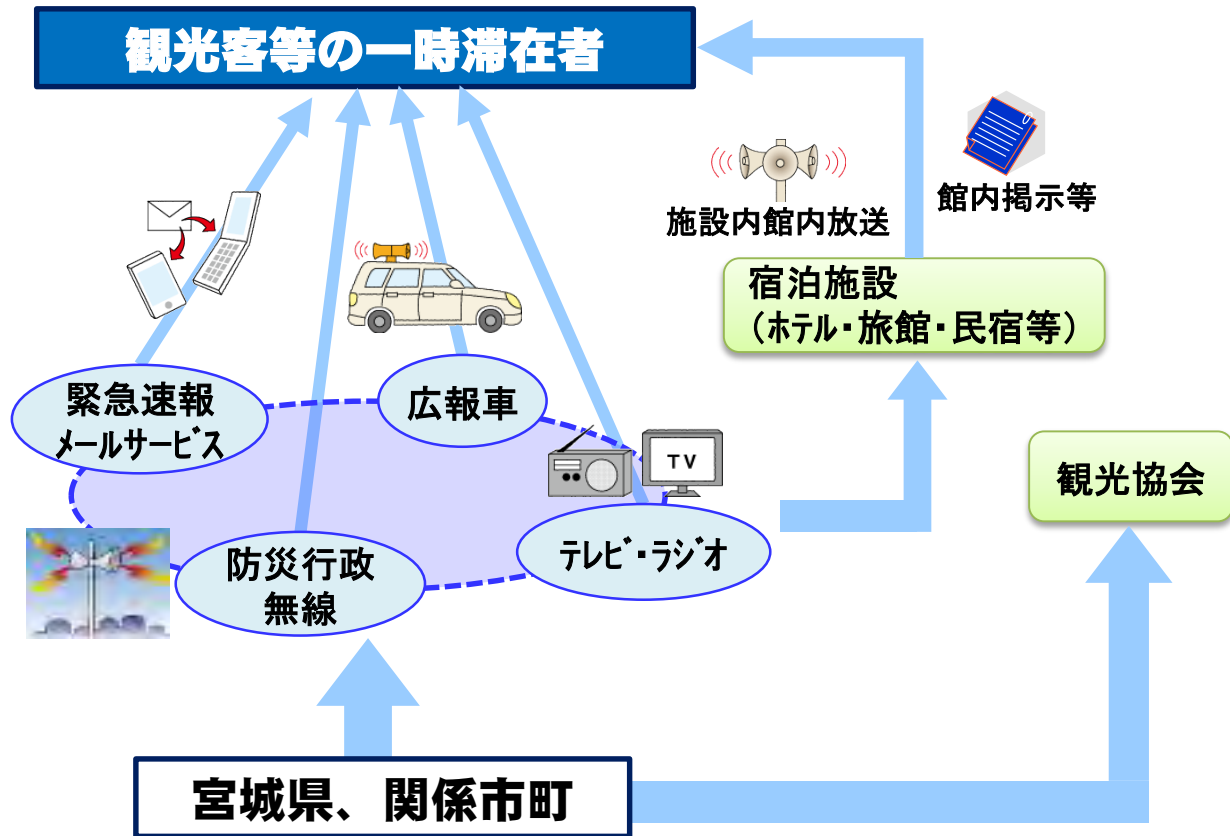 観光客等の一時滞在者
施設内館内放送
館内掲示等
宿泊施設
（ホテル・旅館・民宿等）
緊急速報
メールサービス
広報車
TV
観光協会
テレビ・ラジオ
防災行政
無線
宮城県、関係市町